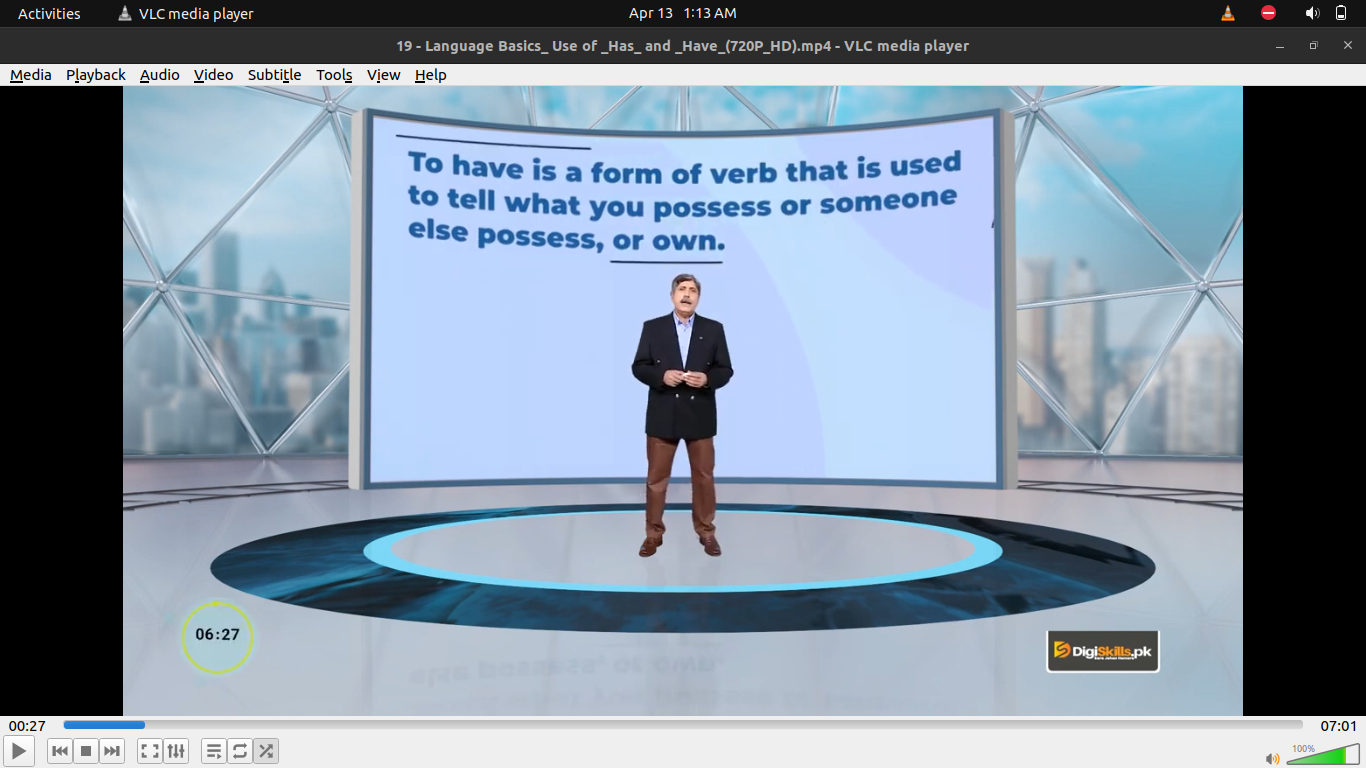 Activities
VLC media player
Apr 13 1:13 AM
19 - Language Basics_ Use of _Has_ and _Have_(720P_HD).mp4 - VLC media player
Media Playback Audio Video Subtitle Tools View Help
To have is a form of verb that is used
to tell what you possess or someone
else possess, or own.
06:27
DigiSkills.pk
00:27
07:01
100%